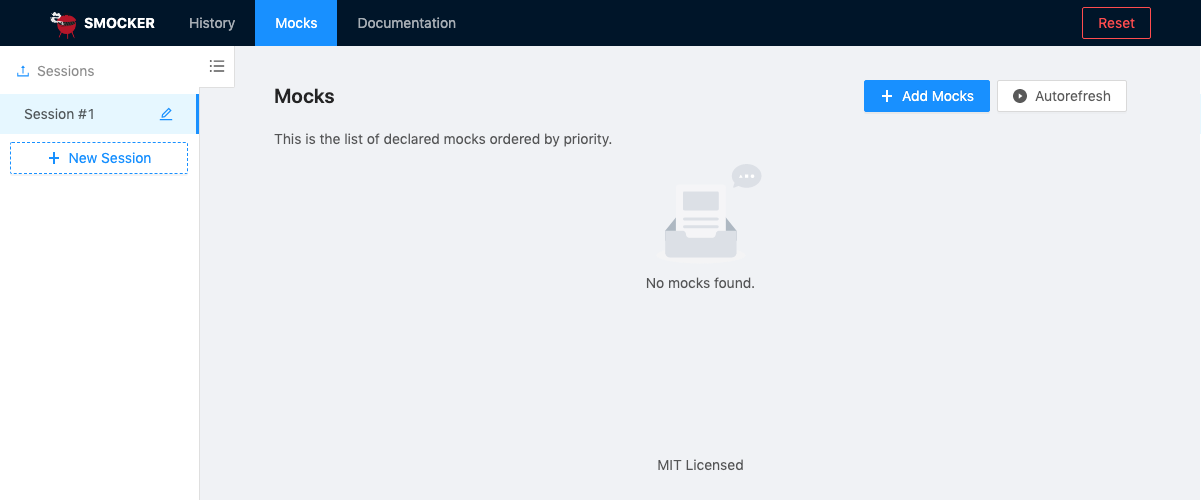 SMOCKER History Mocks Documentation Reset
Sessions
Session #1
New Session
Mocks
Add Mocks Autorefresh
This is the list of declared mocks ordered by priority.
No mocks found.
MIT Licensed